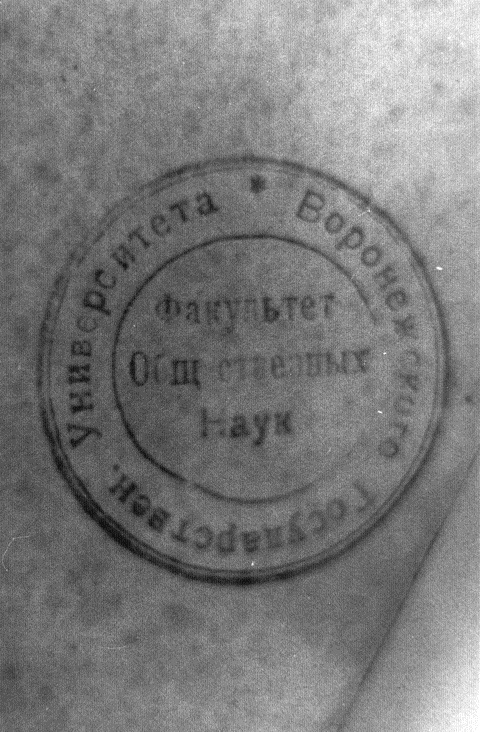 * Воронежского Государствен. Университета
Факультет
Общественных
Наук